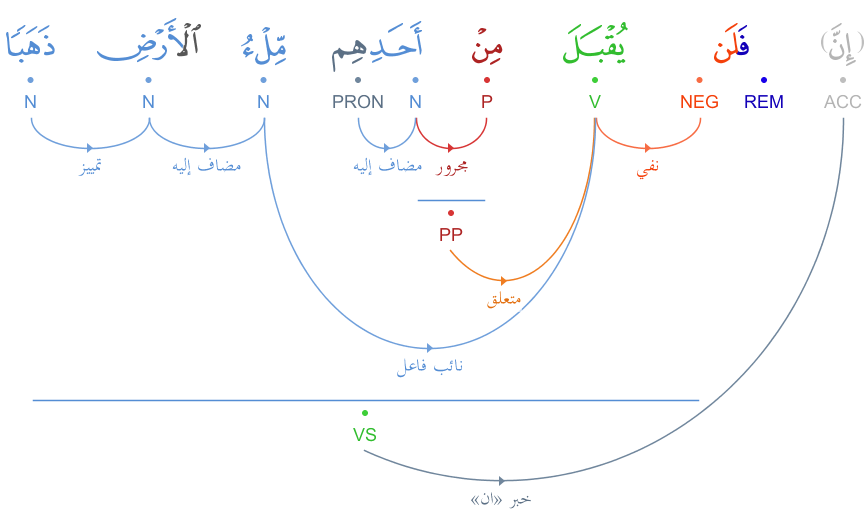 (إِنَّ) فَلَن يُقْبَلَ مِنْ أَحَدِهِم مِّلْءُ ٱلْأَرْضِ ذَهَبًا
ACC REM NEG V P N PRON N N N
نفي مجرور مضاف إليه مضاف إليه تمييز
PP
متعلق
نائب فاعل
VS
خبر «ان»